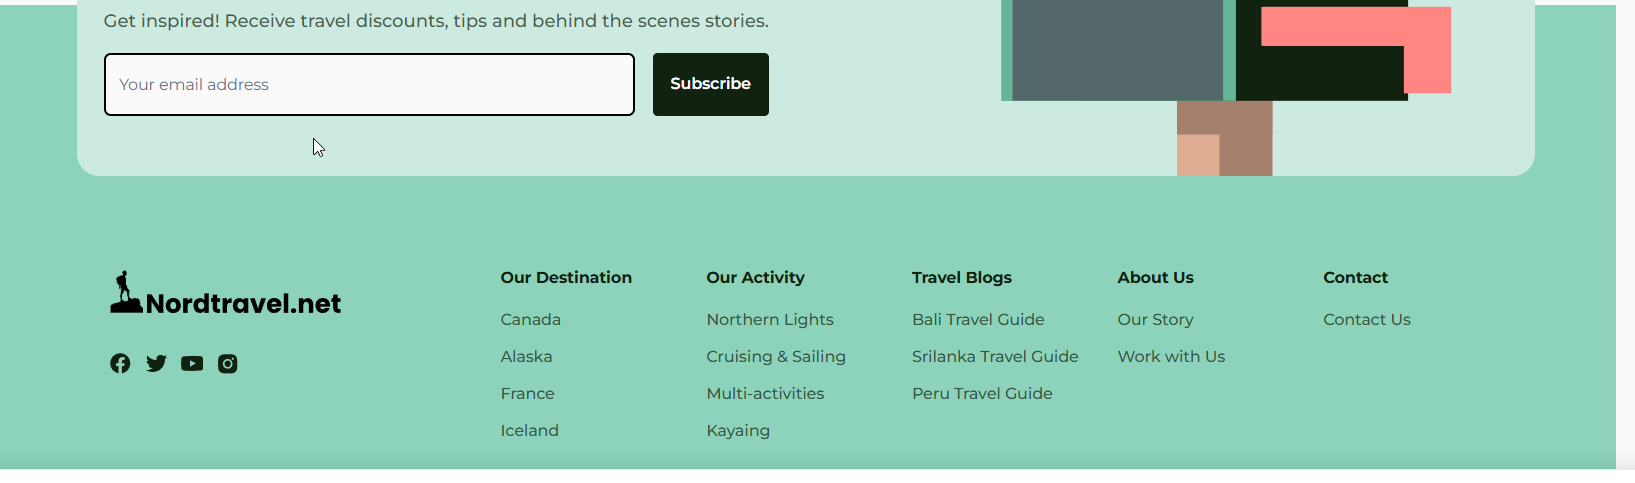 Get inspired! Receive travel discounts, tips and behind the scenes stories.
Your email address
Subscribe
Nordtravel.net
Our Destination
Canada
Alaska
France
Iceland
Our Activity
Northern Lights
Cruising & Sailing
Multi-activities
Kayaing
Travel Blogs
Bali Travel Guide
Srilanka Travel Guide
Peru Travel Guide
About Us
Our Story
Work with Us
Contact
Contact Us